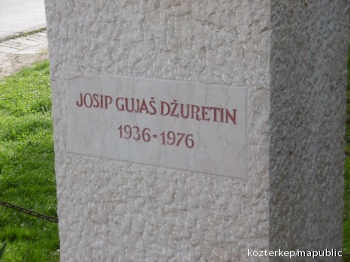 JOSIP GUJAŠ DŽURETIN
1936-1976
kozterkep/mapublic